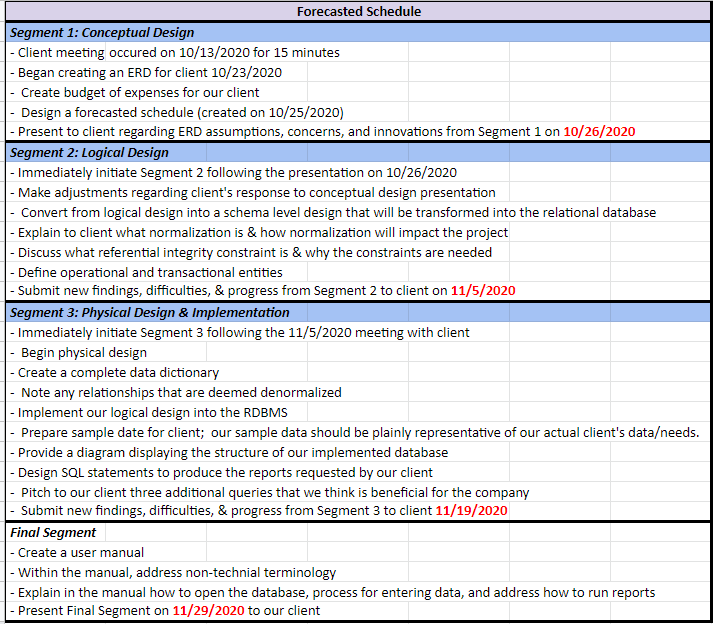 Forecasted Schedule
Segment 1: Conceptual Design
- Client meeting occured on 10/13/2020 for 15 minutes
- Began creating an ERD for client 10/23/2020
- Create budget of expenses for our client
- Design a forecasted schedule (created on 10/25/2020)
- Present to client regarding ERD assumptions, concerns, and innovations from Segment 1 on 10/26/2020
Segment 2: Logical Design
- Immediately initiate Segment 2 following the presentation on 10/26/2020
- Make adjustments regarding client's response to conceptual design presentation
- Convert from logical design into a schema level design that will be transformed into the relational database
- Explain to client what normalization is & how normalization will impact the project
- Discuss what referential integrity constraint is & why the constraints are needed
- Define operational and transactional entities
- Submit new findings, difficulties, & progress from Segment 2 to client on 11/5/2020
Segment 3: Physical Design & Implementation
- Immediately initiate Segment 3 following the 11/5/2020 meeting with client
- Begin physical design
- Create a complete data dictionary
- Note any relationships that are deemed denormalized
- Implement our logical design into the RDBMS
- Prepare sample date for client; our sample data should be plainly representative of our actual client's data/needs.
- Provide a diagram displaying the structure of our implemented database
- Design SQL statements to produce the reports requested by our client
- Pitch to our client three additional queries that we think is beneficial for the company
- Submit new findings, difficulties, & progress from Segment 3 to client 11/19/2020
Final Segment
- Create a user manual
- Within the manual, address non-technial terminology
- Explain in the manual how to open the database, process for entering data, and address how to run reports
- Present Final Segment on 11/29/2020 to our client